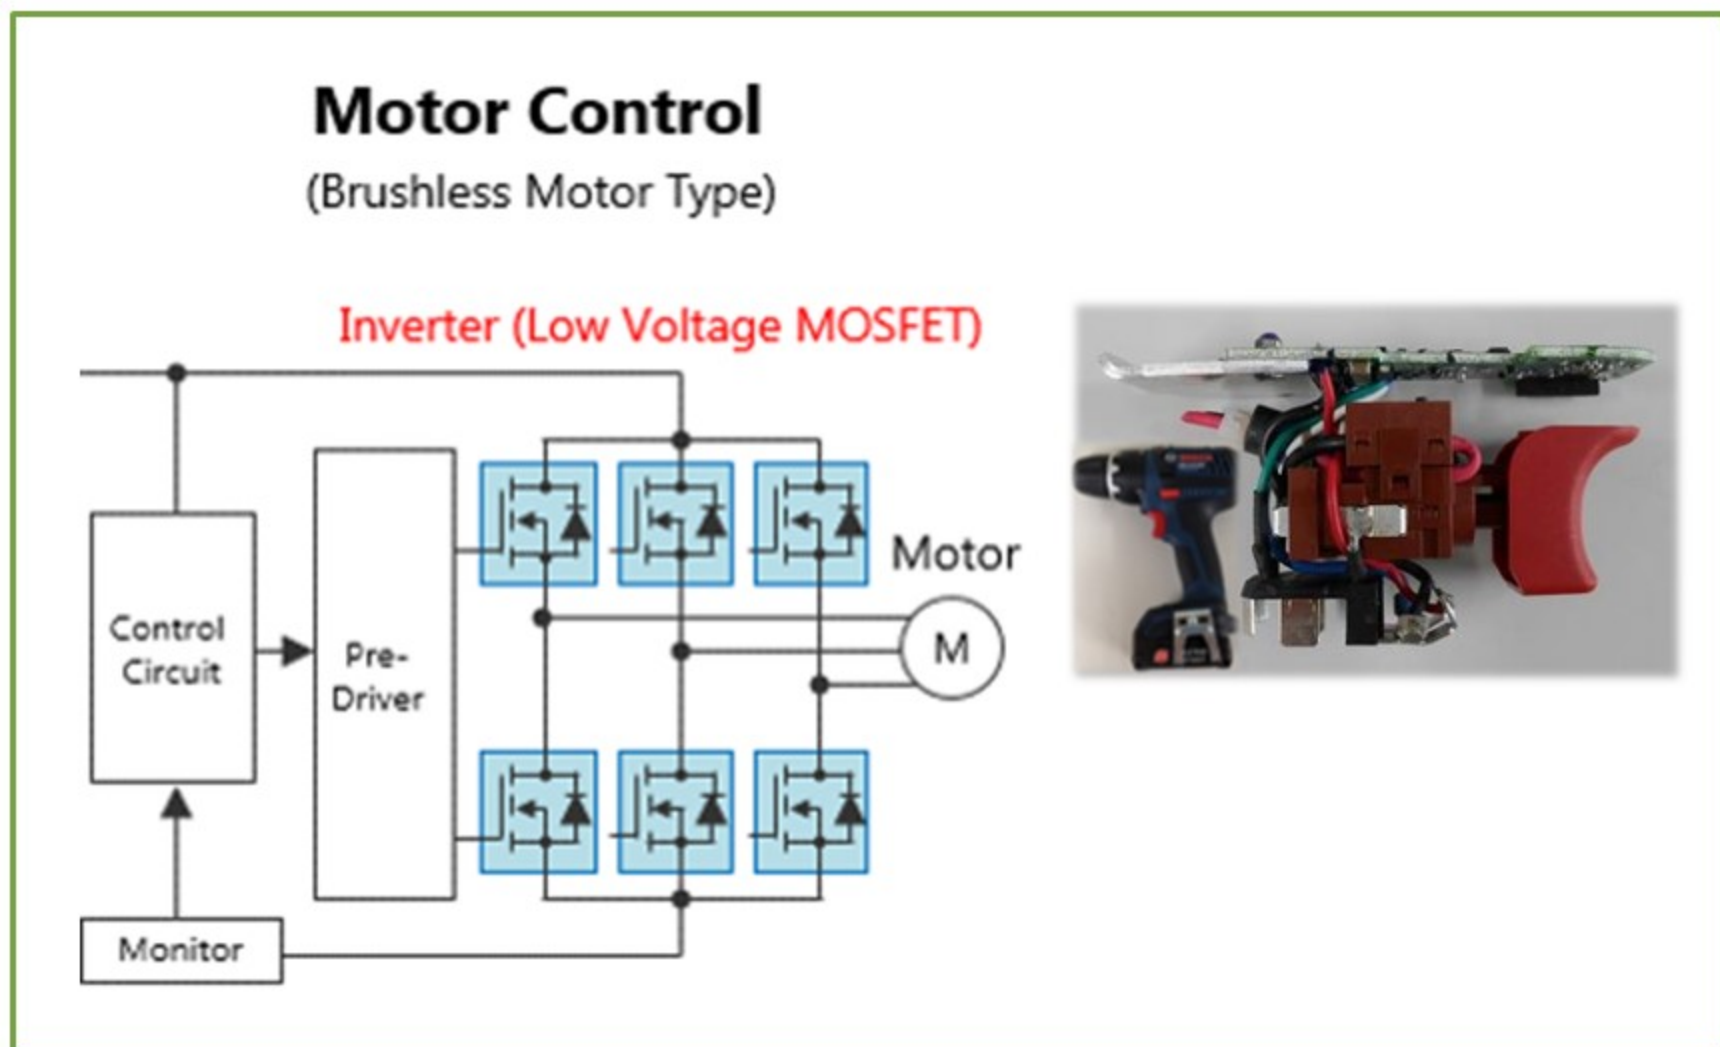 Motor Control
(Brushless Motor Type)
Inverter (Low Voltage MOSFET)
Motor
M
Control
Circuit
Pre-
Driver
Monitor